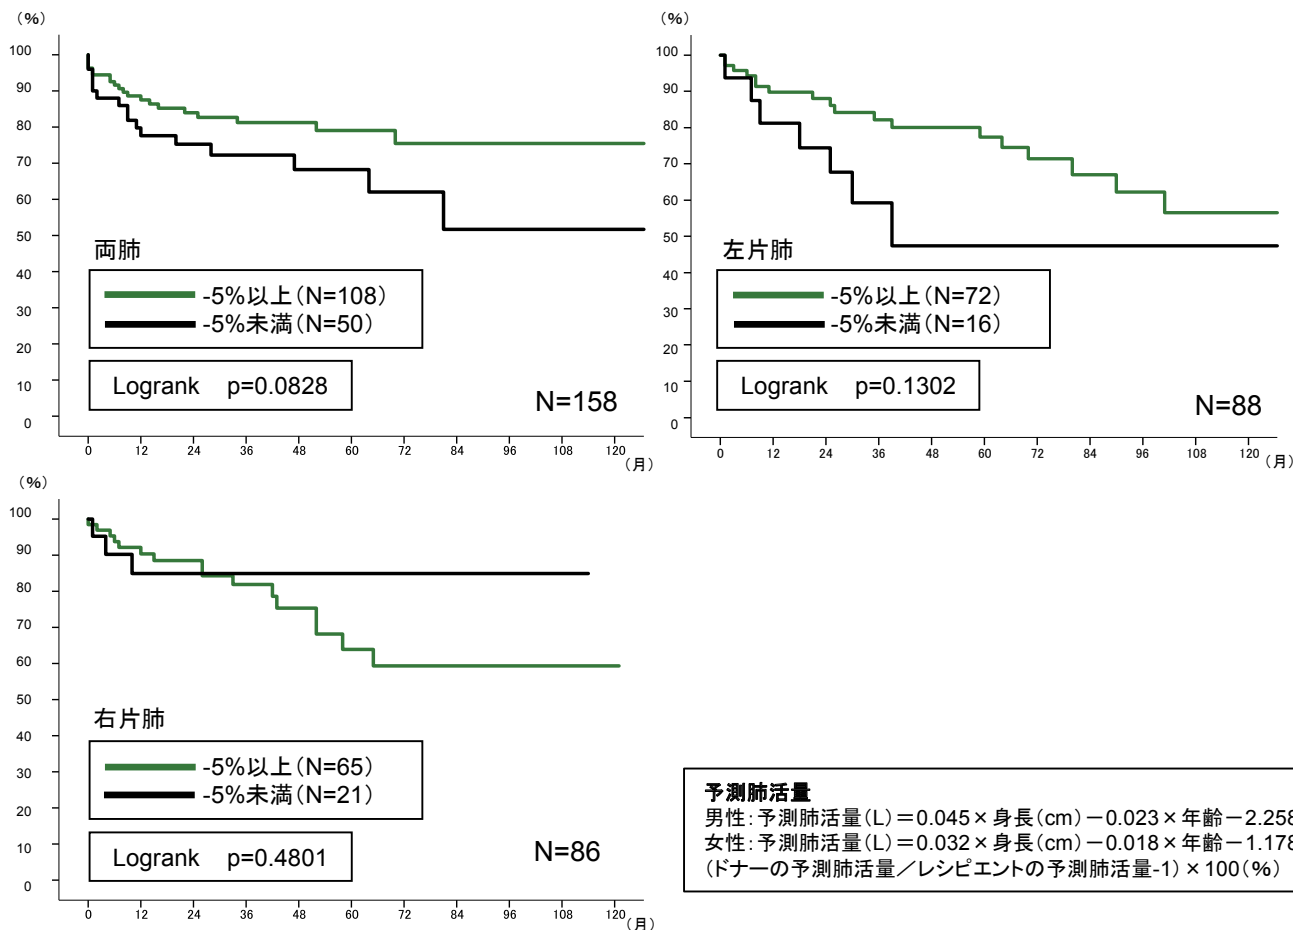 (%)
100
90
80
70
60
50
40
30
20
10
0
両肺
-5%以上(N=108)
-5%未満(N=50)
Logrank p=0.0828
N=158
0 12 24 36 48 60 72 84 96 108 120
(月)
(%)
100
90
80
70
60
50
40
30
20
10
0
左片肺
-5%以上(N=72)
-5%未満(N=16)
Logrank p=0.1302
N=88
0 12 24 36 48 60 72 84 96 108 120
(月)
(%)
100
90
80
70
60
50
40
30
20
10
0
右片肺
-5%以上(N=65)
-5%未満(N=21)
Logrank p=0.4801
N=86
0 12 24 36 48 60 72 84 96 108 120
(月)
予測肺活量
男性:予測肺活量(L)=0.045×身長(cm)-0.023×年齢-2.258
女性:予測肺活量(L)=0.032×身長(cm)-0.018×年齢-1.178
(ドナーの予測肺活量/レシピエントの予測肺活量-1)×100(%)